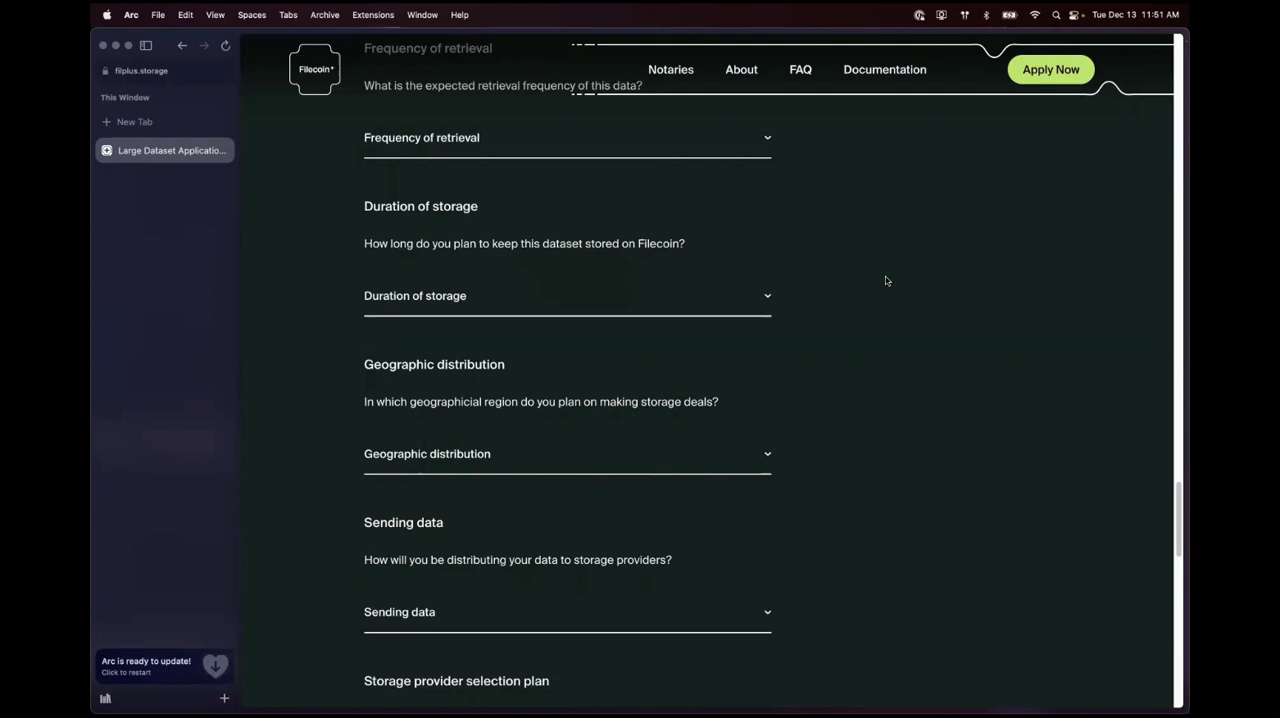 Arc File Edit View Spaces Tabs Archive Extensions Window Help Tue Dec 13 11:51 AM
filplus.storage
This Window
New Tab
Large Dataset Applicatio...
Arc is ready to update!
Click to restart
Filecoin+
Notaries About FAQ Documentation Apply Now
Frequency of retrieval
What is the expected retrieval frequency of this data?
Frequency of retrieval
Duration of storage
How long do you plan to keep this dataset stored on Filecoin?
Duration of storage
Geographic distribution
In which geographicial region do you plan on making storage deals?
Geographic distribution
Sending data
How will you be distributing your data to storage providers?
Sending data
Storage provider selection plan